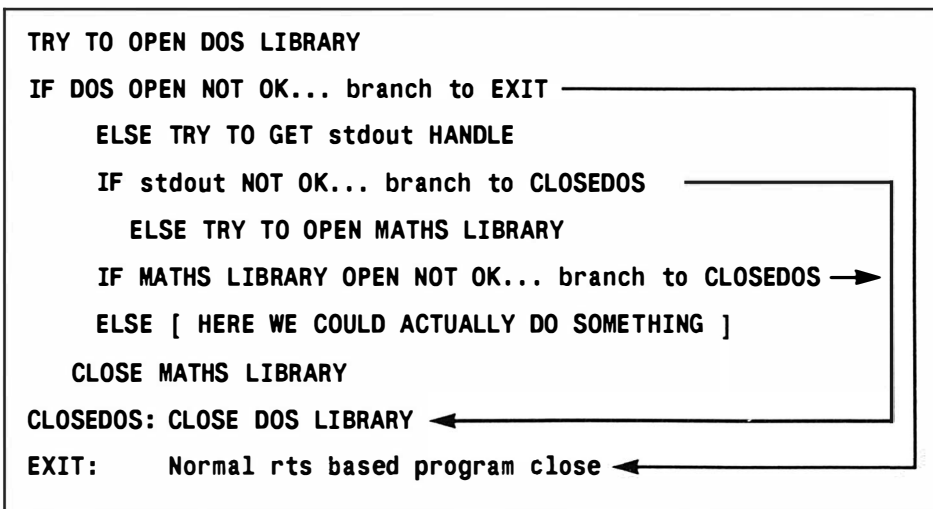 TRY TO OPEN DOS LIBRARY
IF DOS OPEN NOT OK... branch to EXIT
ELSE TRY TO GET stdout HANDLE
IF stdout NOT OK... branch to CLOSEDOS
ELSE TRY TO OPEN MATHS LIBRARY
IF MATHS LIBRARY OPEN NOT OK... branch to CLOSEDOS
ELSE [ HERE WE COULD ACTUALLY DO SOMETHING ]
CLOSE MATHS LIBRARY
CLOSEDOS: CLOSE DOS LIBRARY
EXIT: Normal rts based program close